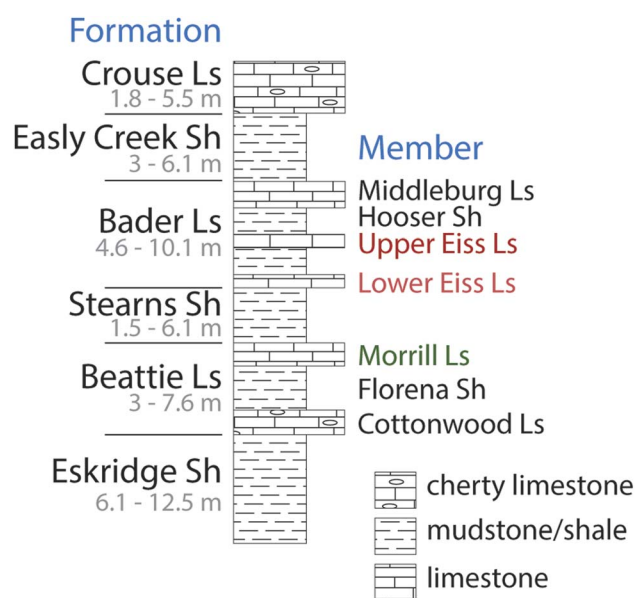 Formation
Crouse Ls
1.8 - 5.5 m
Easly Creek Sh
3 - 6.1 m
Member
Middleburg Ls
Hooser Sh
Bader Ls
4.6 - 10.1 m
Upper Eiss Ls
Lower Eiss Ls
Stearns Sh
1.5 - 6.1 m
Morrill Ls
Beattie Ls
3 - 7.6 m
Florena Sh
Cottonwood Ls
Eskridge Sh
6.1 - 12.5 m
cherty limestone
mudstone/shale
limestone